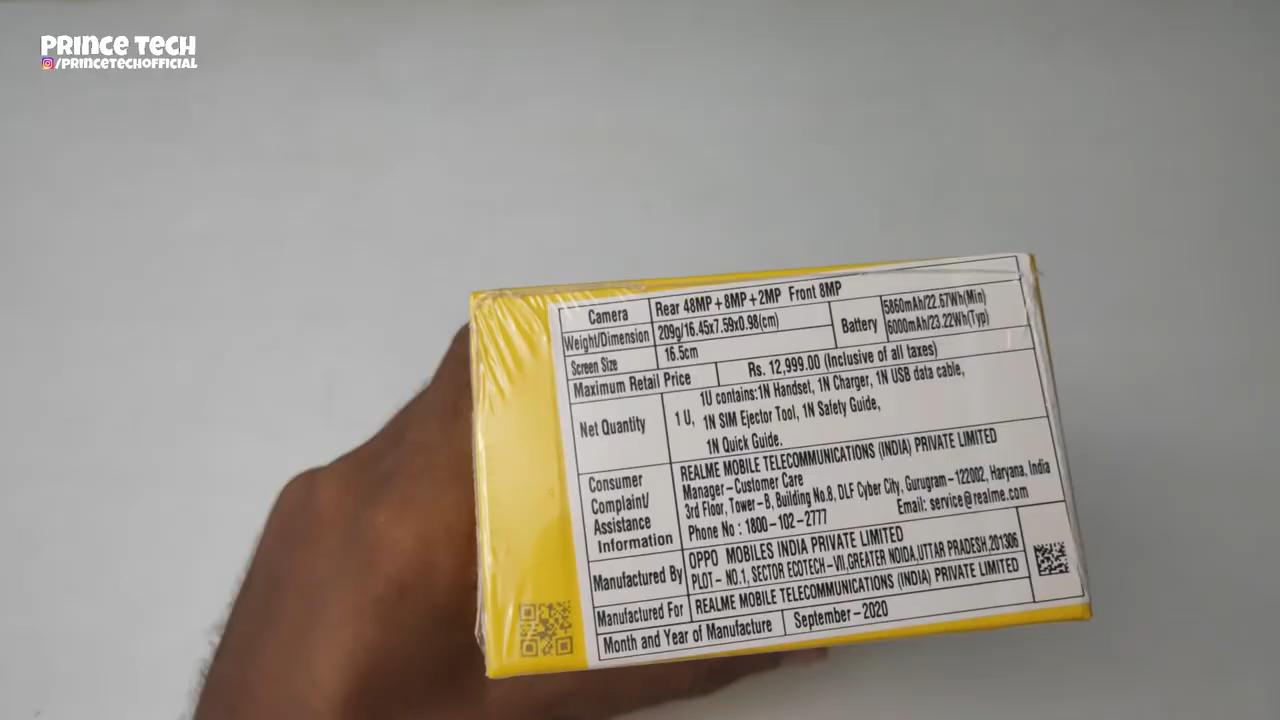 PRINCE TECH
/PRINCETECHOFFICIAL
Camera Rear 48MP+8MP+2MP Front 8MP
Weight/Dimension 209g/16.45x7.59x0.98(cm) Battery 5860mAh/22.67Wh(Min)
6000mAh/23.22Wh(Typ)
Screen Size 16.5cm
Maximum Retail Price Rs. 12,999.00 (Inclusive of all taxes)
Net Quantity 1 U, 1U contains:1N Handset, 1N Charger, 1N USB data cable,
1N SIM Ejector Tool, 1N Safety Guide,
1N Quick Guide.
Consumer Complaint/ Assistance Information REALME MOBILE TELECOMMUNICATIONS (INDIA) PRIVATE LIMITED
Manager-Customer Care
3rd Floor, Tower-B, Building No.8, DLF Cyber City, Gurugram-122002, Haryana, India
Phone No : 1800-102-2777 Email: service@realme.com
Manufactured By OPPO MOBILES INDIA PRIVATE LIMITED
PLOT- NO.1, SECTOR ECOTECH-VII,GREATER NOIDA,UTTAR PRADESH,201306
Manufactured For REALME MOBILE TELECOMMUNICATIONS (INDIA) PRIVATE LIMITED
Month and Year of Manufacture September-2020